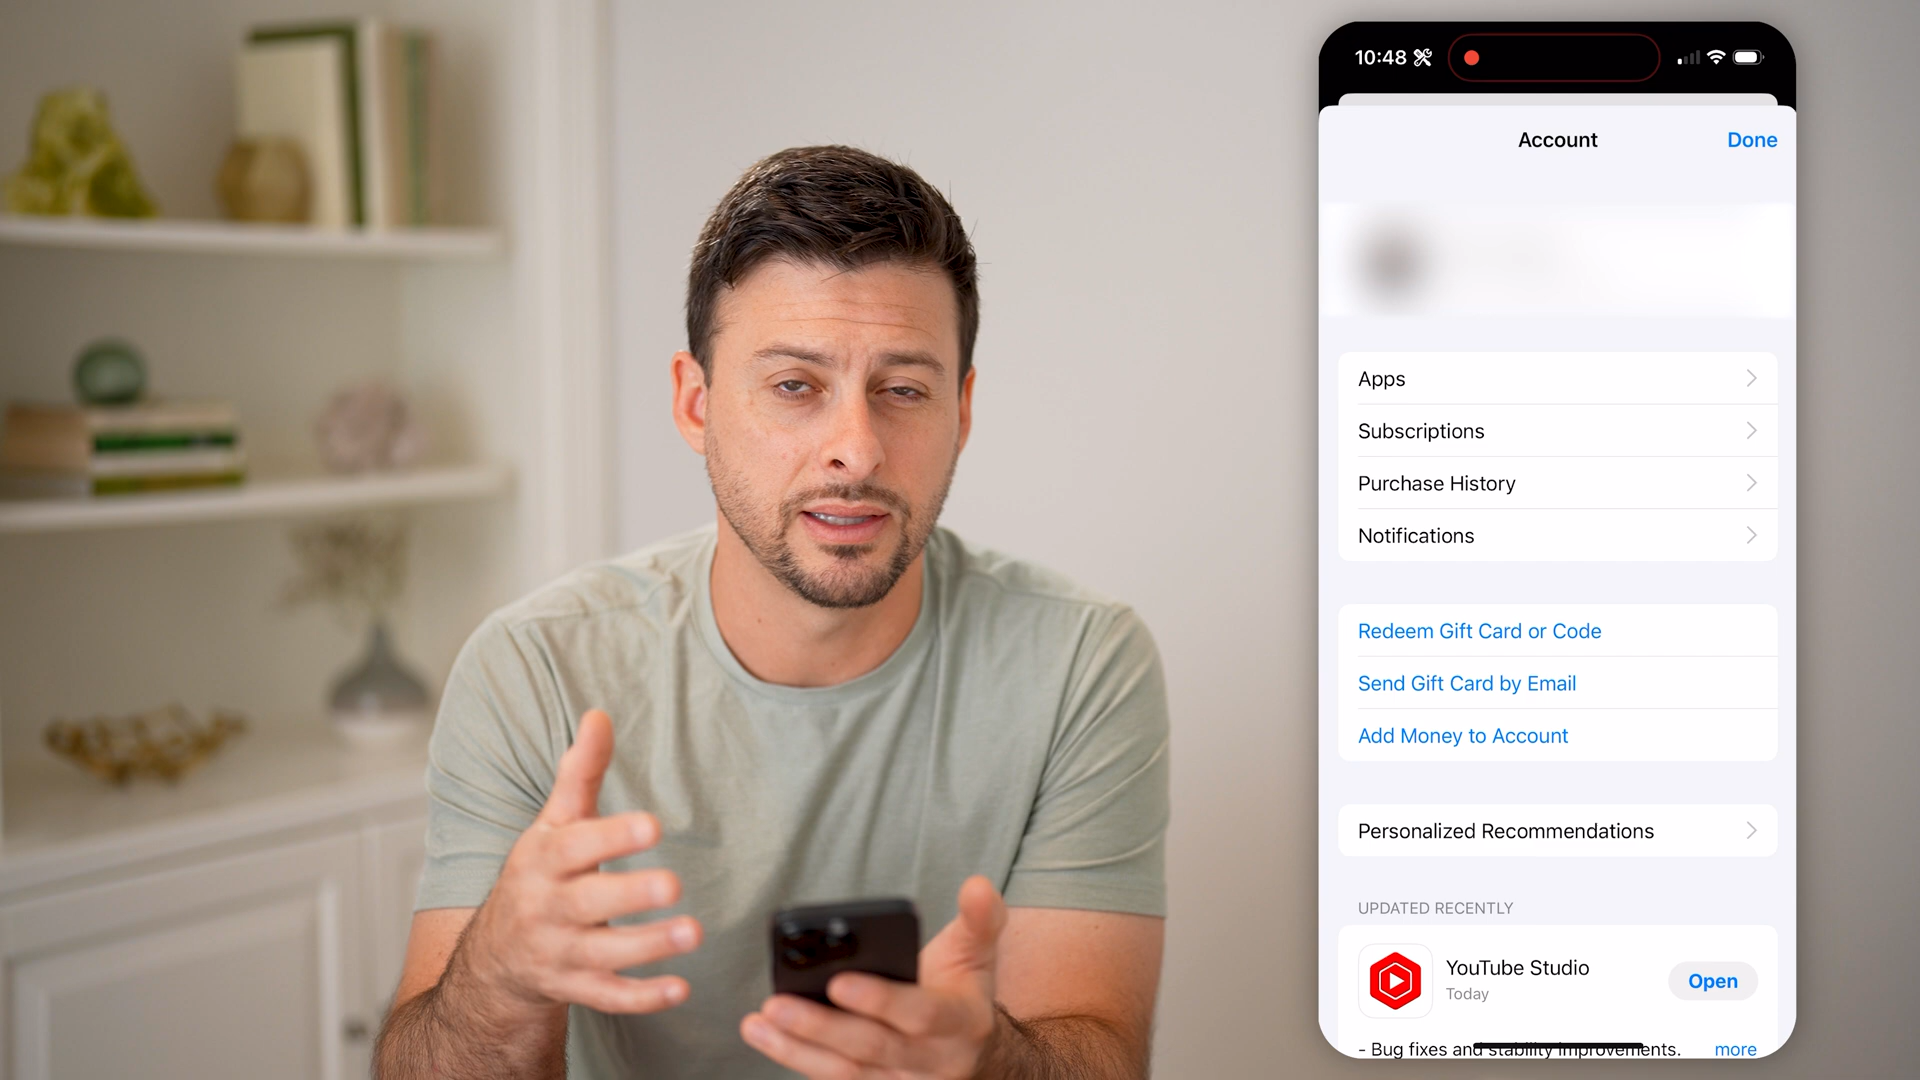 10:48
Account
Done
Apps
Subscriptions
Purchase History
Notifications
Redeem Gift Card or Code
Send Gift Card by Email
Add Money to Account
Personalized Recommendations
UPDATED RECENTLY
YouTube Studio
Today
Open
- Bug fixes and stability improvements.
more